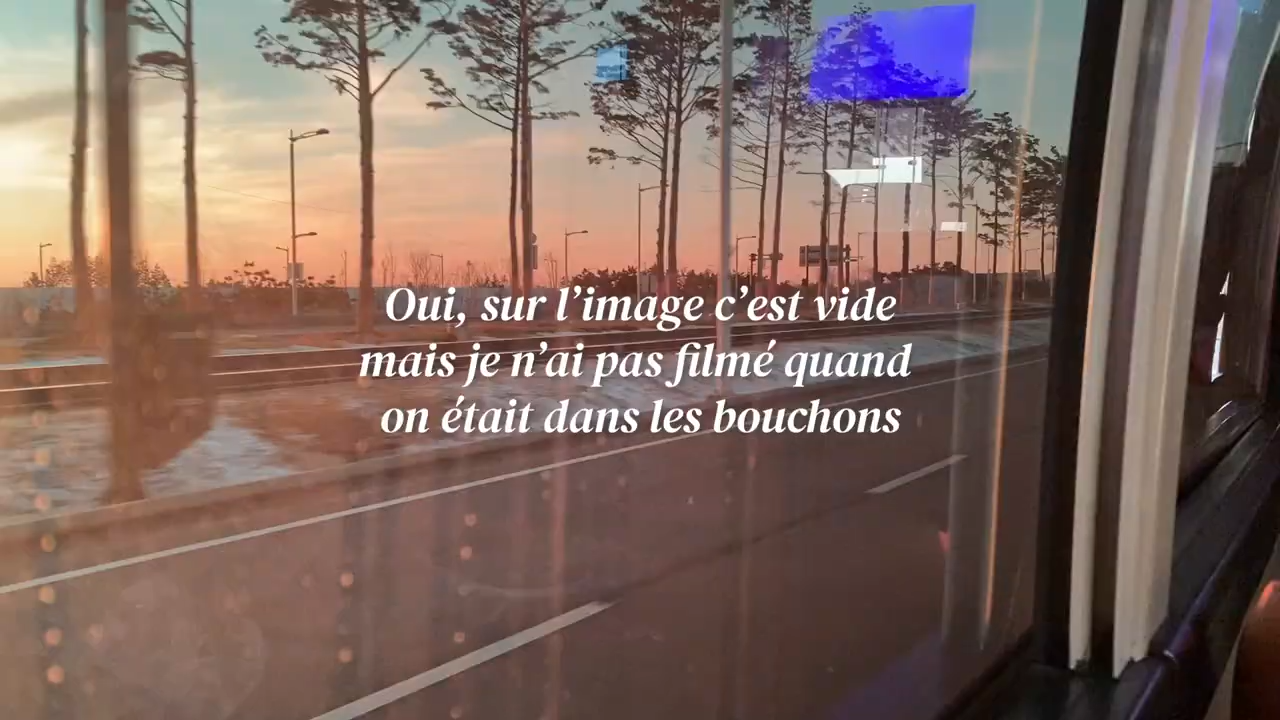 Oui, sur l’image c’est vide
mais je n’ai pas filmé quand
on était dans les bouchons